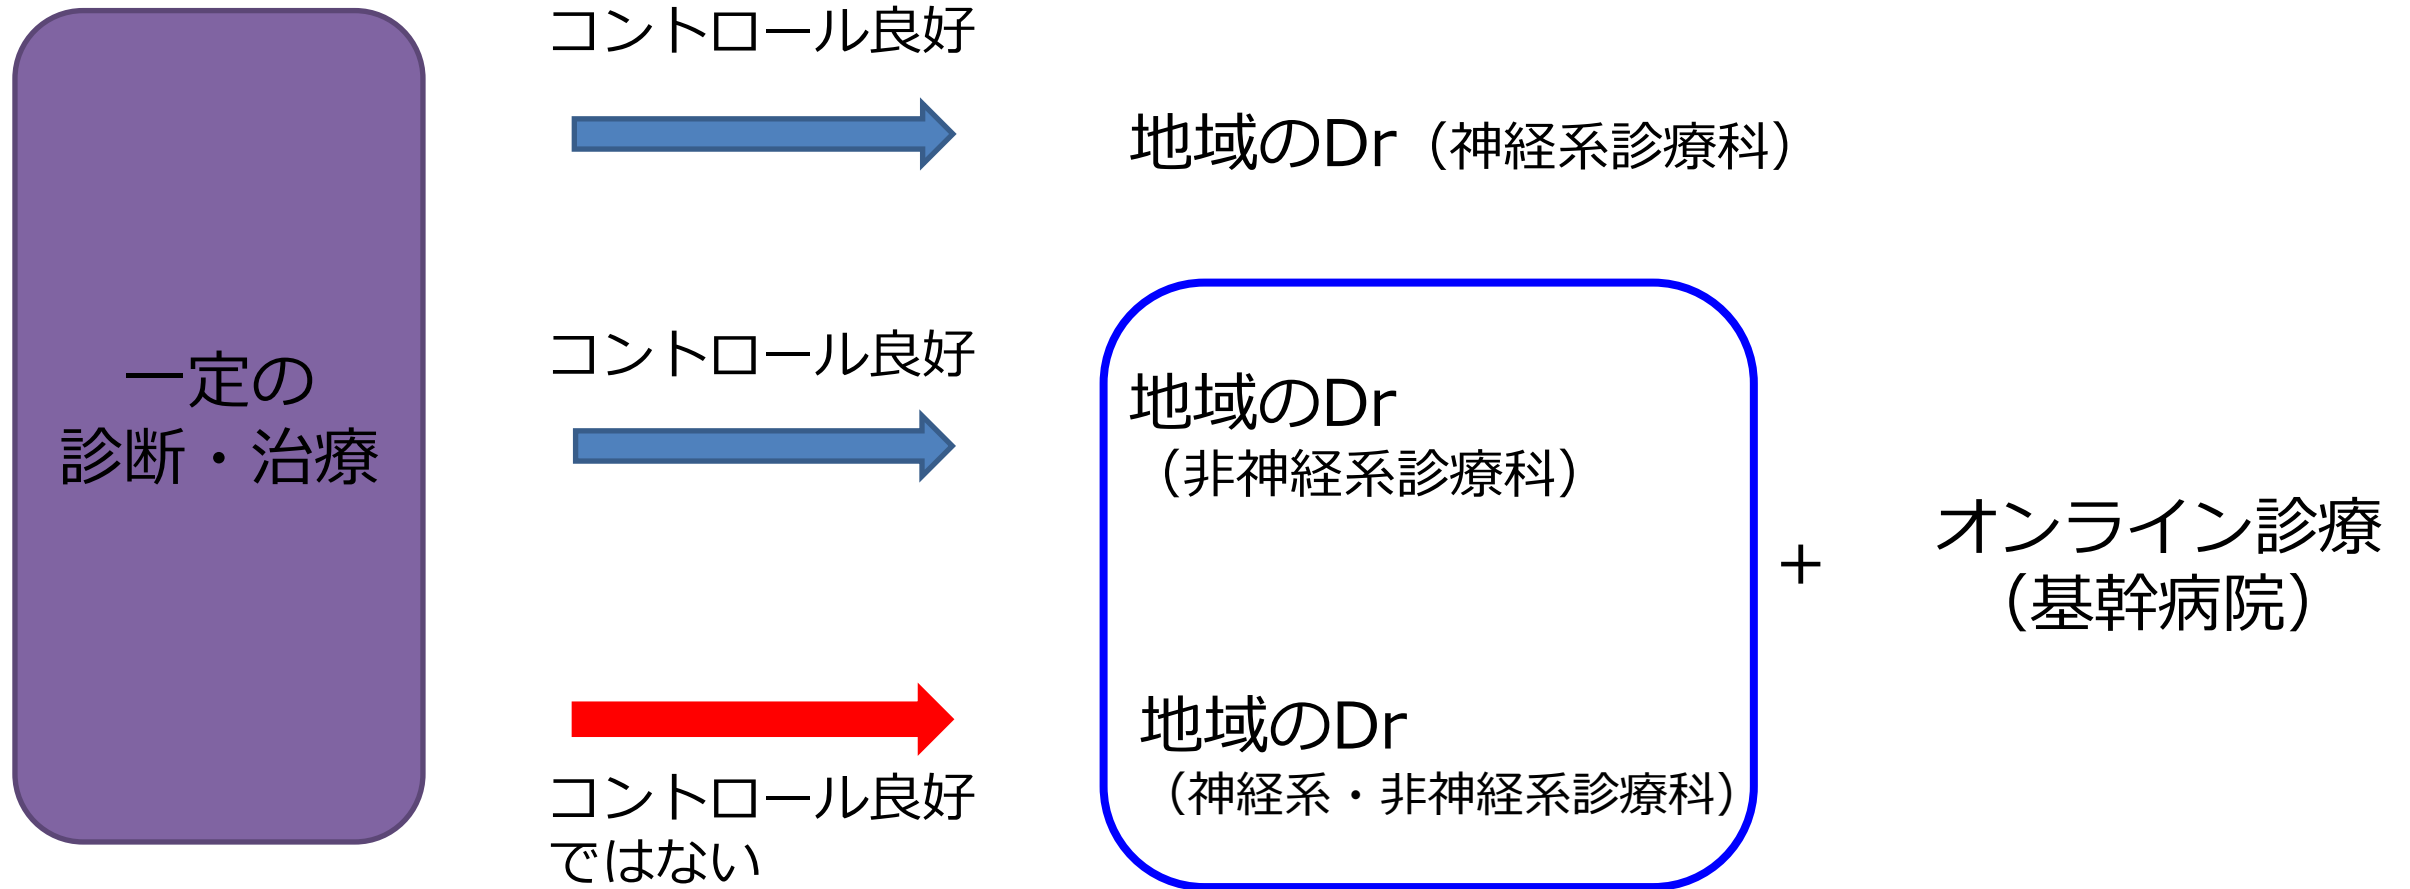 コントロール良好
地域のDr（神経系診療科）
一定の
診断・治療
コントロール良好
地域のDr
（非神経系診療科）
＋
オンライン診療
（基幹病院）
地域のDr
（神経系・非神経系診療科）
コントロール良好
ではない